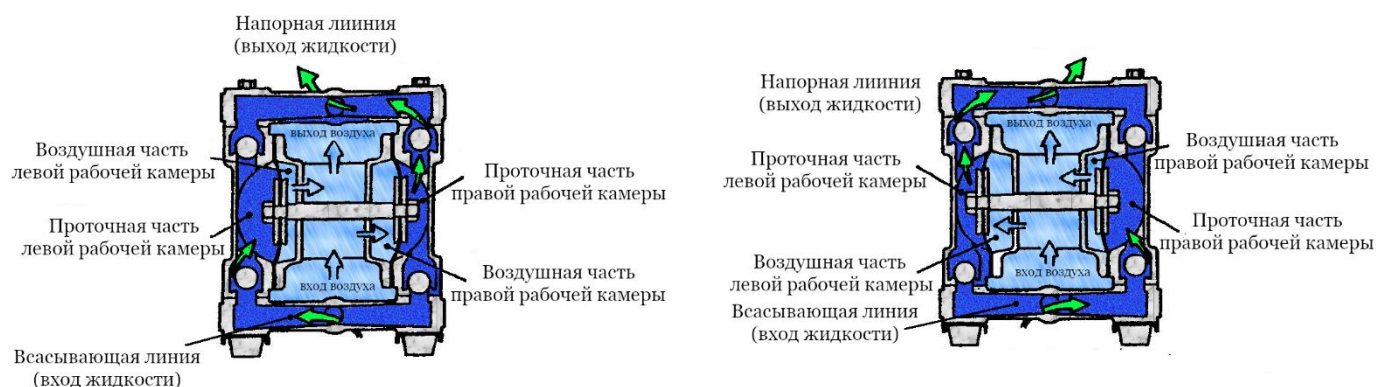 Напорная лииния
(выход жидкости)
выход воздуха
Воздушная часть
левой рабочей камеры
Проточная часть
правой рабочей камеры
Проточная часть
левой рабочей камеры
Воздушная часть
правой рабочей камеры
вход воздуха
Всасывающая линия
(вход жидкости)
Напорная лииния
(выход жидкости)
выход воздуха
Воздушная часть
правой рабочей камеры
Проточная часть
левой рабочей камеры
Проточная часть
правой рабочей камеры
Воздушная часть
левой рабочей камеры
вход воздуха
Всасывающая линия
(вход жидкости)